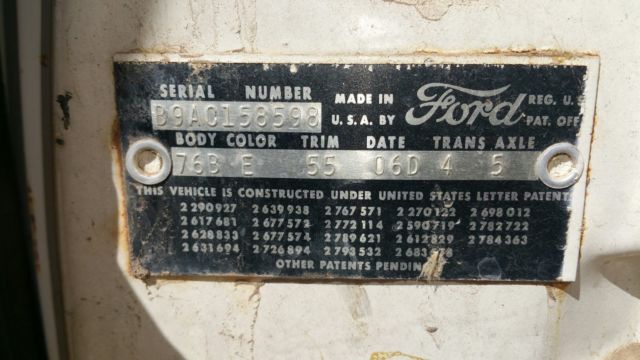 SERIAL NUMBER
B9AC158598
MADE IN
U.S.A. BY
Ford
REG. U.S.
PAT. OFF
BODY COLOR TRIM DATE TRANS AXLE
76B E 55 06D 4 5
THIS VEHICLE IS CONSTRUCTED UNDER UNITED STATES LETTER PATENT
2290927 2639938 2767571 2270122 2698012
2617681 2677572 2772114 2590719 2782722
2628833 2677574 2789621 2612829 2784363
2631694 2726894 2793532 2683578
OTHER PATENTS PENDING